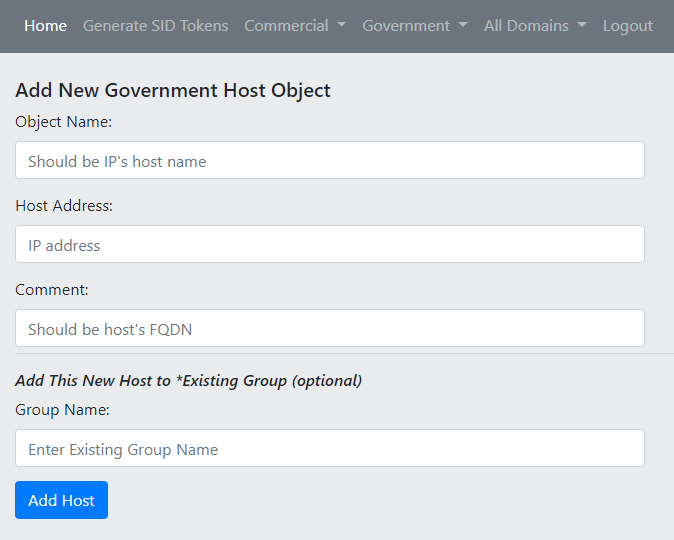 Home Generate SID Tokens Commercial Government All Domains Logout
Add New Government Host Object
Object Name:
Should be IP's host name
Host Address:
IP address
Comment:
Should be host's FQDN
Add This New Host to *Existing Group (optional)
Group Name:
Enter Existing Group Name
Add Host